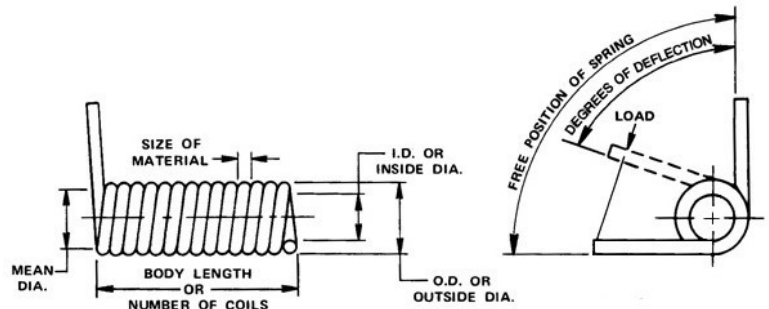 SIZE OF
MATERIAL
I.D. OR
INSIDE DIA.
MEAN
DIA.
BODY LENGTH
OR
NUMBER OF COILS
O.D. OR
OUTSIDE DIA.
FREE POSITION OF SPRING
DEGREES OF DEFLECTION
LOAD